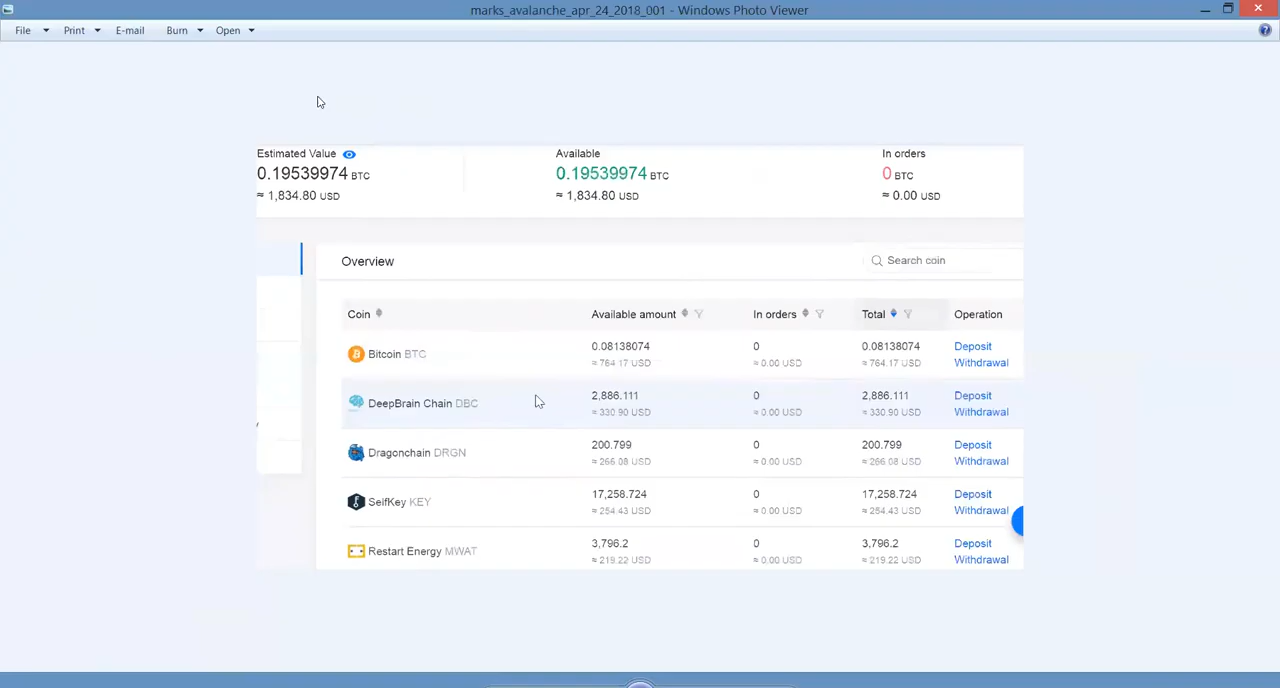 marks_avalanche_apr_24_2018_001 - Windows Photo Viewer
File Print E-mail Burn Open
Estimated Value Available In orders
0.19539974 BTC 0.19539974 BTC 0 BTC
≈ 1,834.80 USD ≈ 1,834.80 USD ≈ 0.00 USD
Overview Search coin
Coin Available amount In orders Total Operation
Bitcoin BTC 0.08138074 0 0.08138074 Deposit
≈ 764.17 USD ≈ 0.00 USD ≈ 764.17 USD Withdrawal
DeepBrain Chain DBC 2,886.111 0 2,886.111 Deposit
≈ 330.90 USD ≈ 0.00 USD ≈ 330.90 USD Withdrawal
Dragonchain DRGN 200.799 0 200.799 Deposit
≈ 266.08 USD ≈ 0.00 USD ≈ 266.08 USD Withdrawal
SelfKey KEY 17,258.724 0 17,258.724 Deposit
≈ 254.43 USD ≈ 0.00 USD ≈ 254.43 USD Withdrawal
Restart Energy MWAT 3,796.2 0 3,796.2 Deposit
≈ 219.22 USD ≈ 0.00 USD ≈ 219.22 USD Withdrawal